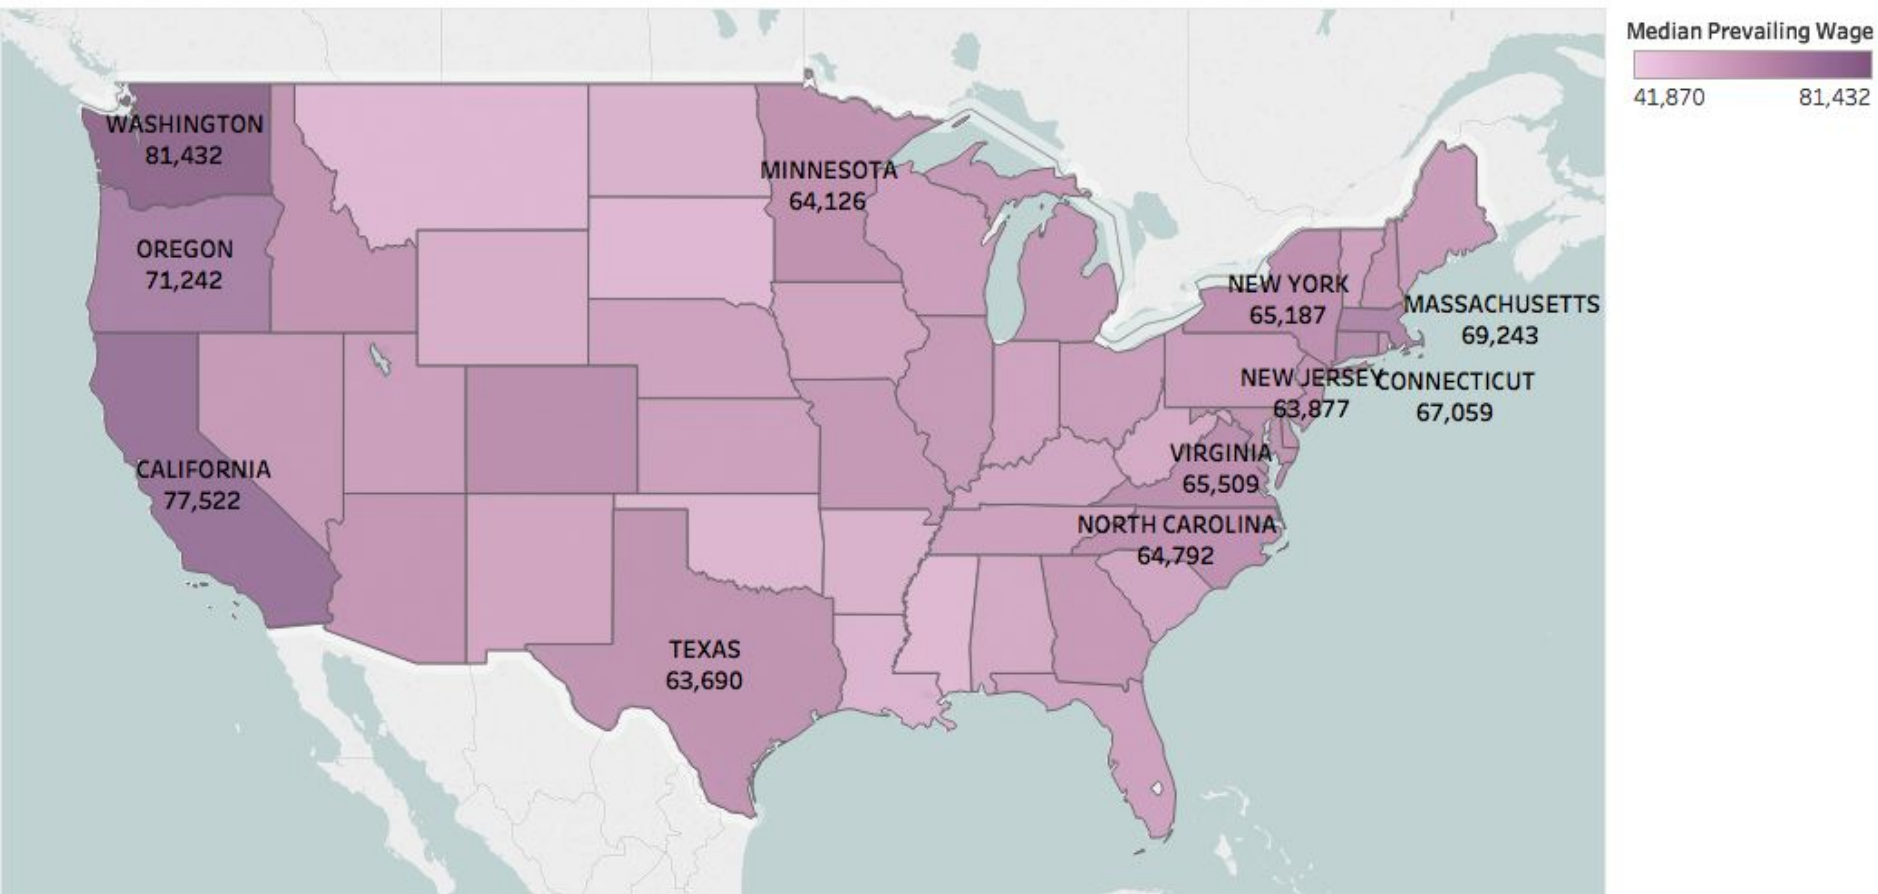 Median Prevailing Wage
41,870 81,432
WASHINGTON
81,432
MINNESOTA
64,126
OREGON
71,242
NEW YORK
65,187
MASSACHUSETTS
69,243
NEW JERSEY
63,877
CONNECTICUT
67,059
VIRGINIA
65,509
CALIFORNIA
77,522
NORTH CAROLINA
64,792
TEXAS
63,690